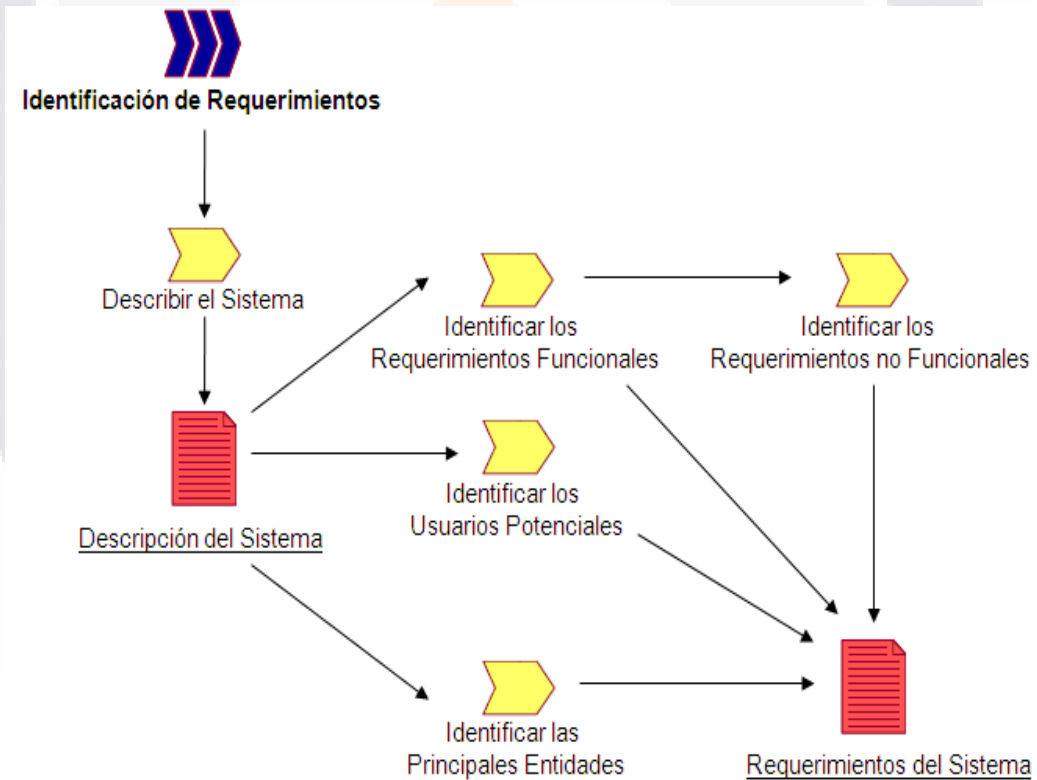 Identificación de Requerimientos
Describir el Sistema
Identificar los
Requerimientos Funcionales
Identificar los
Requerimientos no Funcionales
Descripción del Sistema
Identificar los
Usuarios Potenciales
Identificar las
Principales Entidades
Requerimientos del Sistema